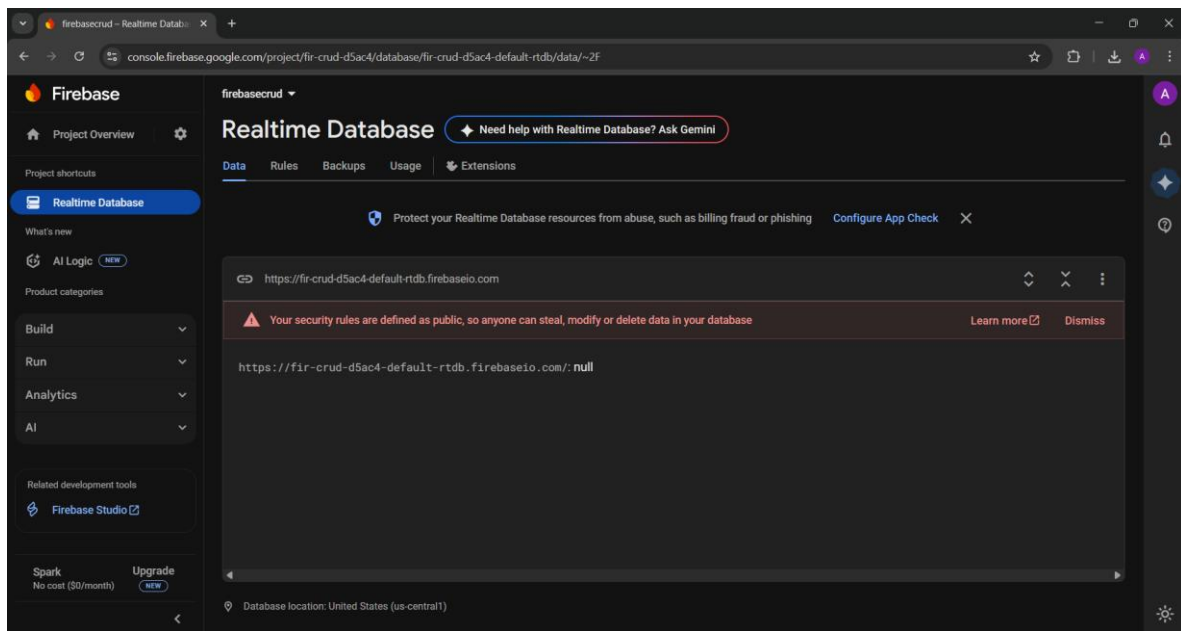 firebasecrud – Realtime Databa
console.firebase.google.com/project/fir-crud-d5ac4/database/fir-crud-d5ac4-default-rtdb/data/~2F
A
Firebase
Project Overview
Project shortcuts
Realtime Database
What's new
AI Logic NEW
Product categories
Build
Run
Analytics
AI
Related development tools
Firebase Studio
Spark
No cost ($0/month)
Upgrade
NEW
firebasecrud
Realtime Database
Need help with Realtime Database? Ask Gemini
Data Rules Backups Usage Extensions
Protect your Realtime Database resources from abuse, such as billing fraud or phishing Configure App Check
https://fir-crud-d5ac4-default-rtdb.firebaseio.com
Your security rules are defined as public, so anyone can steal, modify or delete data in your database Learn more Dismiss
https://fir-crud-d5ac4-default-rtdb.firebaseio.com/: null
Database location: United States (us-central1)
A